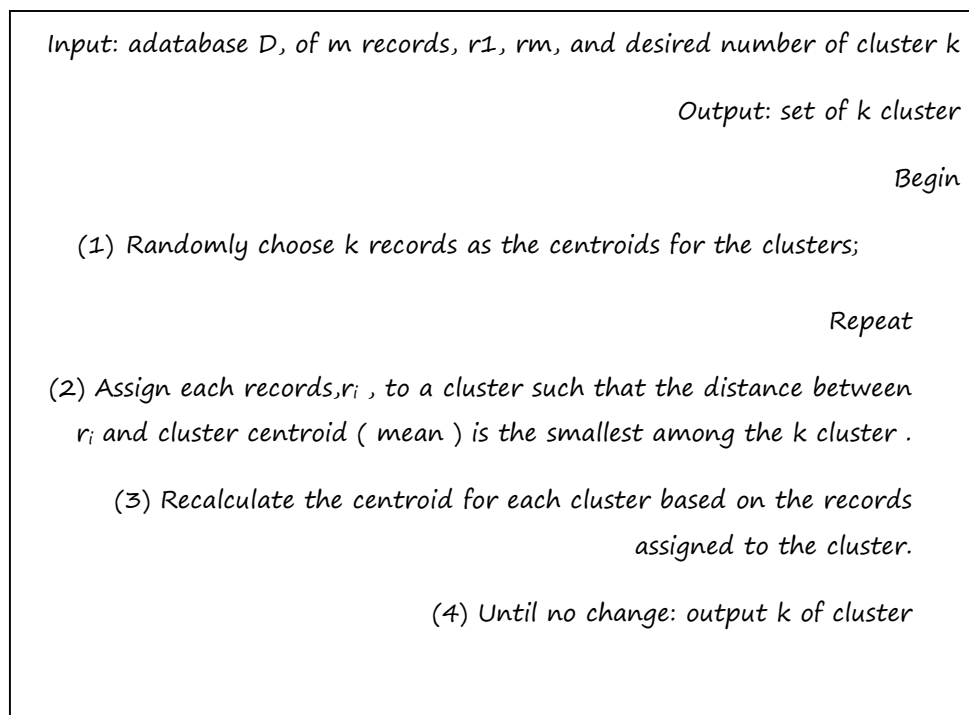 Input: adatabase D, of m records, r1, rm, and desired number of cluster k
Output: set of k cluster
Begin
(1) Randomly choose k records as the centroids for the clusters;
Repeat
(2) Assign each records,rᵢ , to a cluster such that the distance between
rᵢ and cluster centroid ( mean ) is the smallest among the k cluster .
(3) Recalculate the centroid for each cluster based on the records
assigned to the cluster.
(4) Until no change: output k of cluster